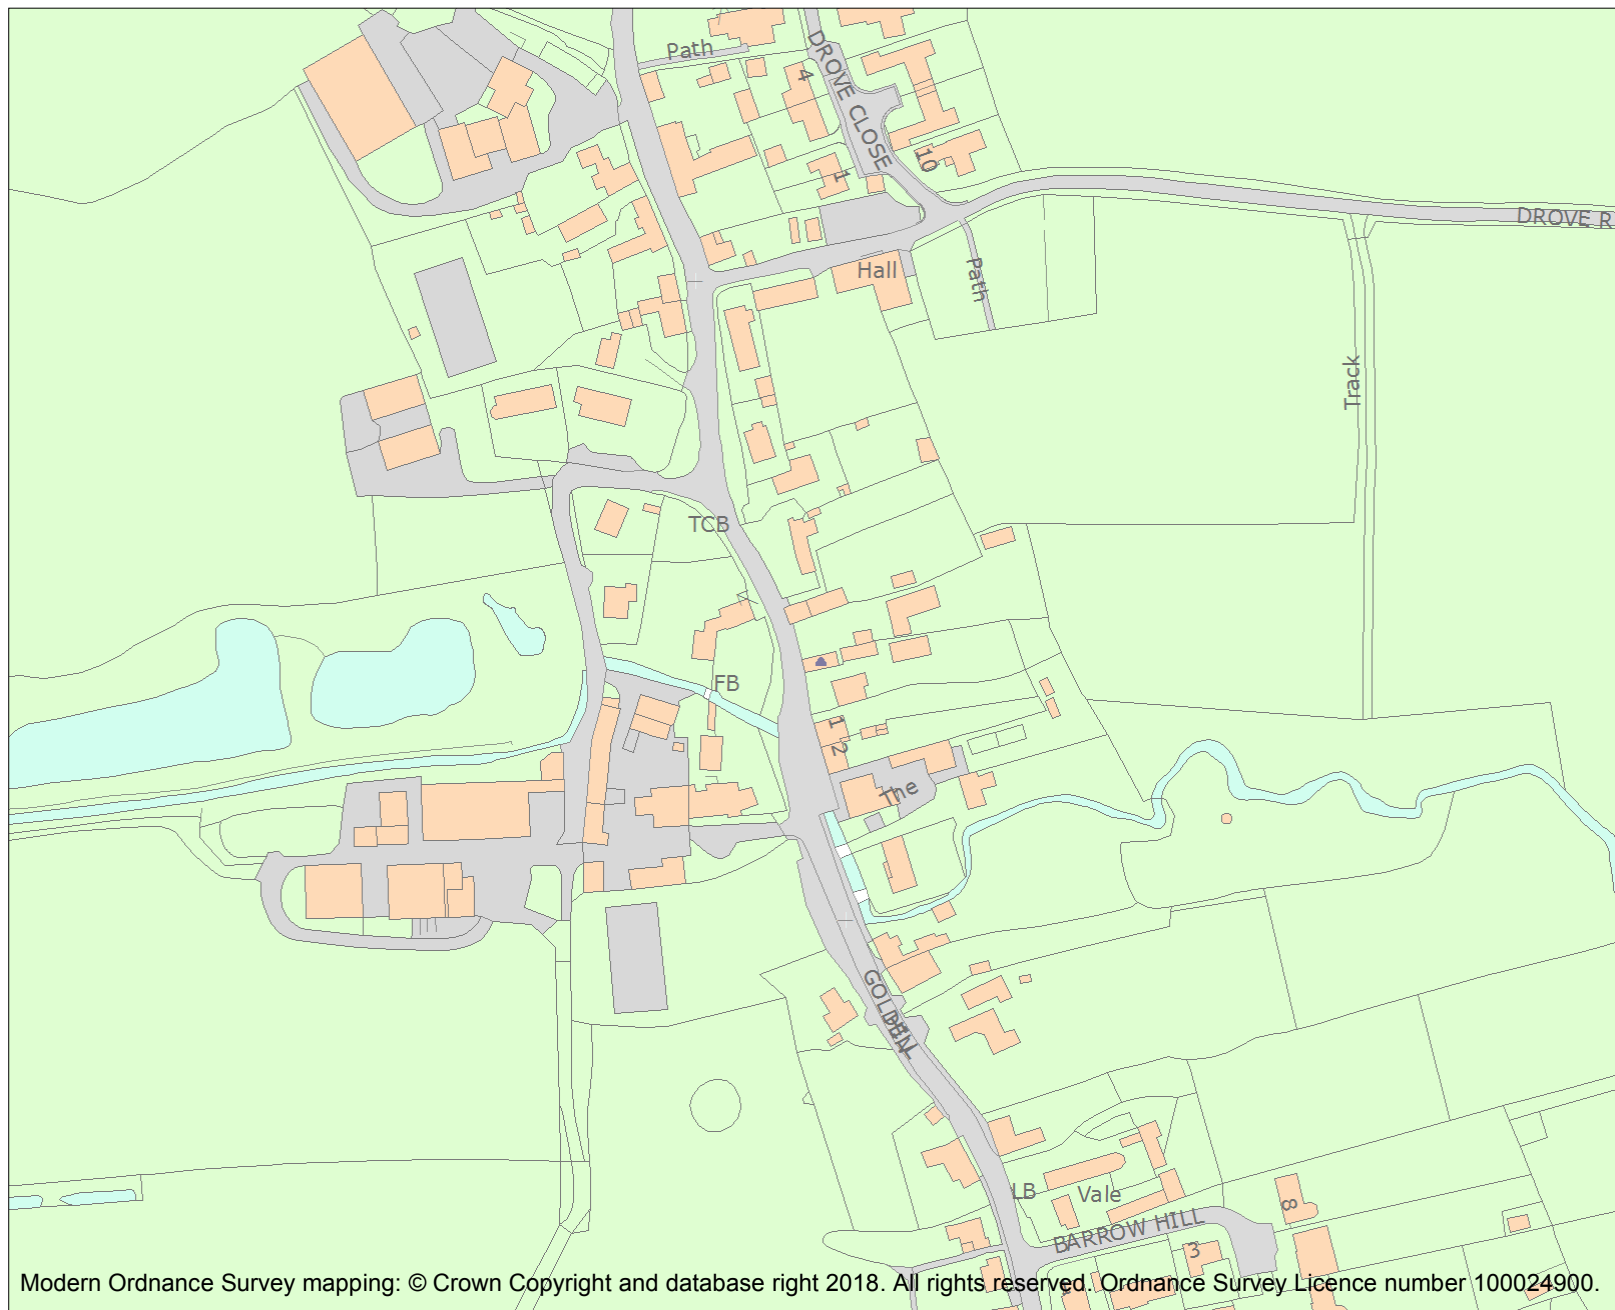 Path
DROVE CLOSE
4
10
1
DROVE R
Hall
Path
Track
TCB
FB
1
2
The
GOLDEN
HILL
LB
Vale
BARROW HILL
8
3
Modern Ordnance Survey mapping: © Crown Copyright and database right 2018. All rights reserved. Ordnance Survey Licence number 100024900.